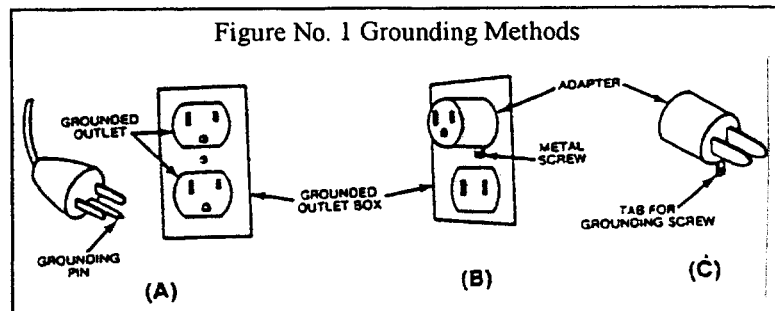 Figure No. 1 Grounding Methods
GROUNDED
OUTLET
GROUNDING
PIN
GROUNDED
OUTLET BOX
ADAPTER
METAL
SCREW
TAB FOR
GROUNDING SCREW
(A)
(B)
(C)